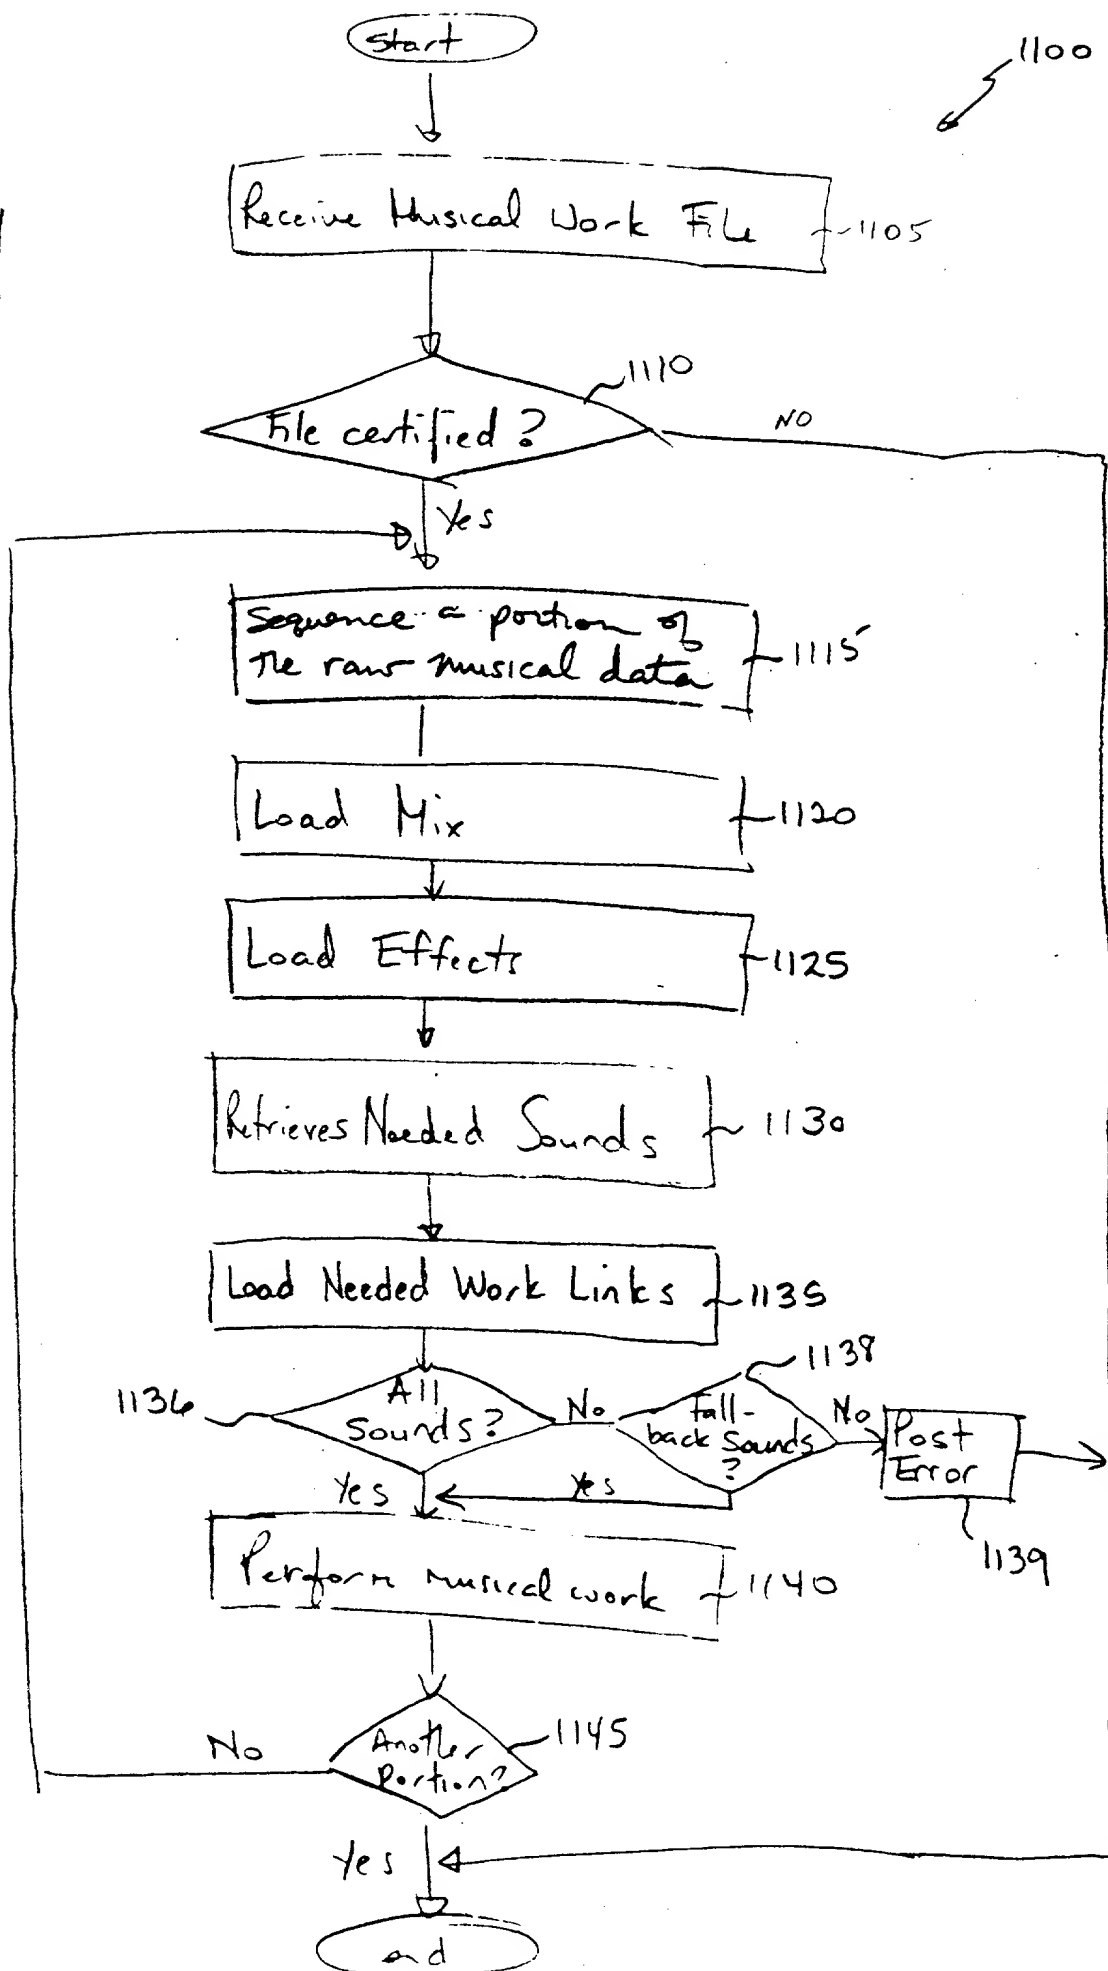 Start
1100
Receive Musical Work File
1105
1110
File certified?
NO
Yes
Sequence a portion of
the raw musical data
1115
Load Mix
1120
Load Effects
1125
Retrieves Needed Sounds
1130
Load Needed Work Links
1135
1138
1136
All
Sounds?
No
Fall-
back Sounds
?
No
Post
Error
Yes
Yes
1139
Perform musical work
1140
1145
Another
Portion?
No
Yes
end